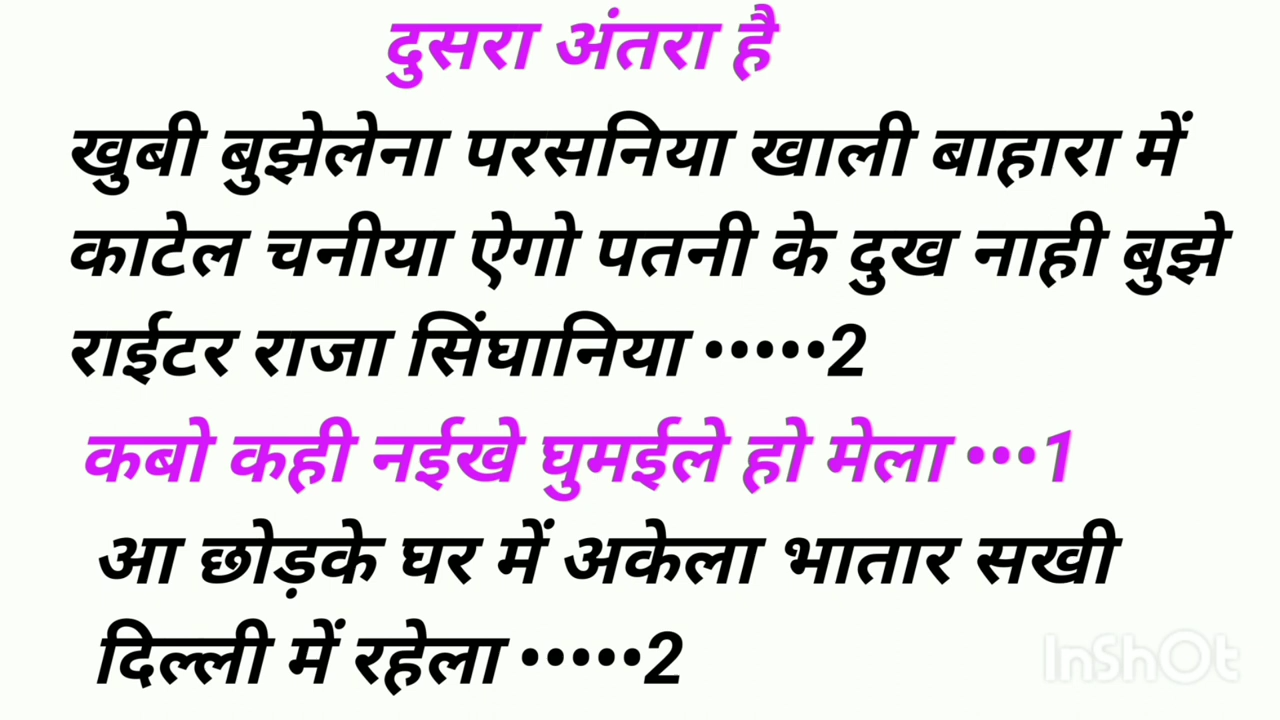 दुसरा अंतरा है
खुबी बुझेलेना परसनिया खाली बाहारा में
काटेल चनीया ऐगो पतनी के दुख नाही बुझे
राईटर राजा सिंघानिया •••••2
कबो कही नईखे घुमईले हो मेला •••1
आ छोड़के घर में अकेला भातार सखी
दिल्ली में रहेला •••••2
InShOt